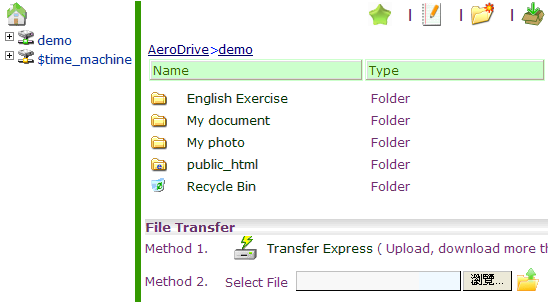 demo
$time_machine
AeroDrive>demo
Name Type
English Exercise Folder
My document Folder
My photo Folder
public_html Folder
Recycle Bin Folder
File Transfer
Method 1. Transfer Express ( Upload, download more
Method 2. Select File 瀏覽...